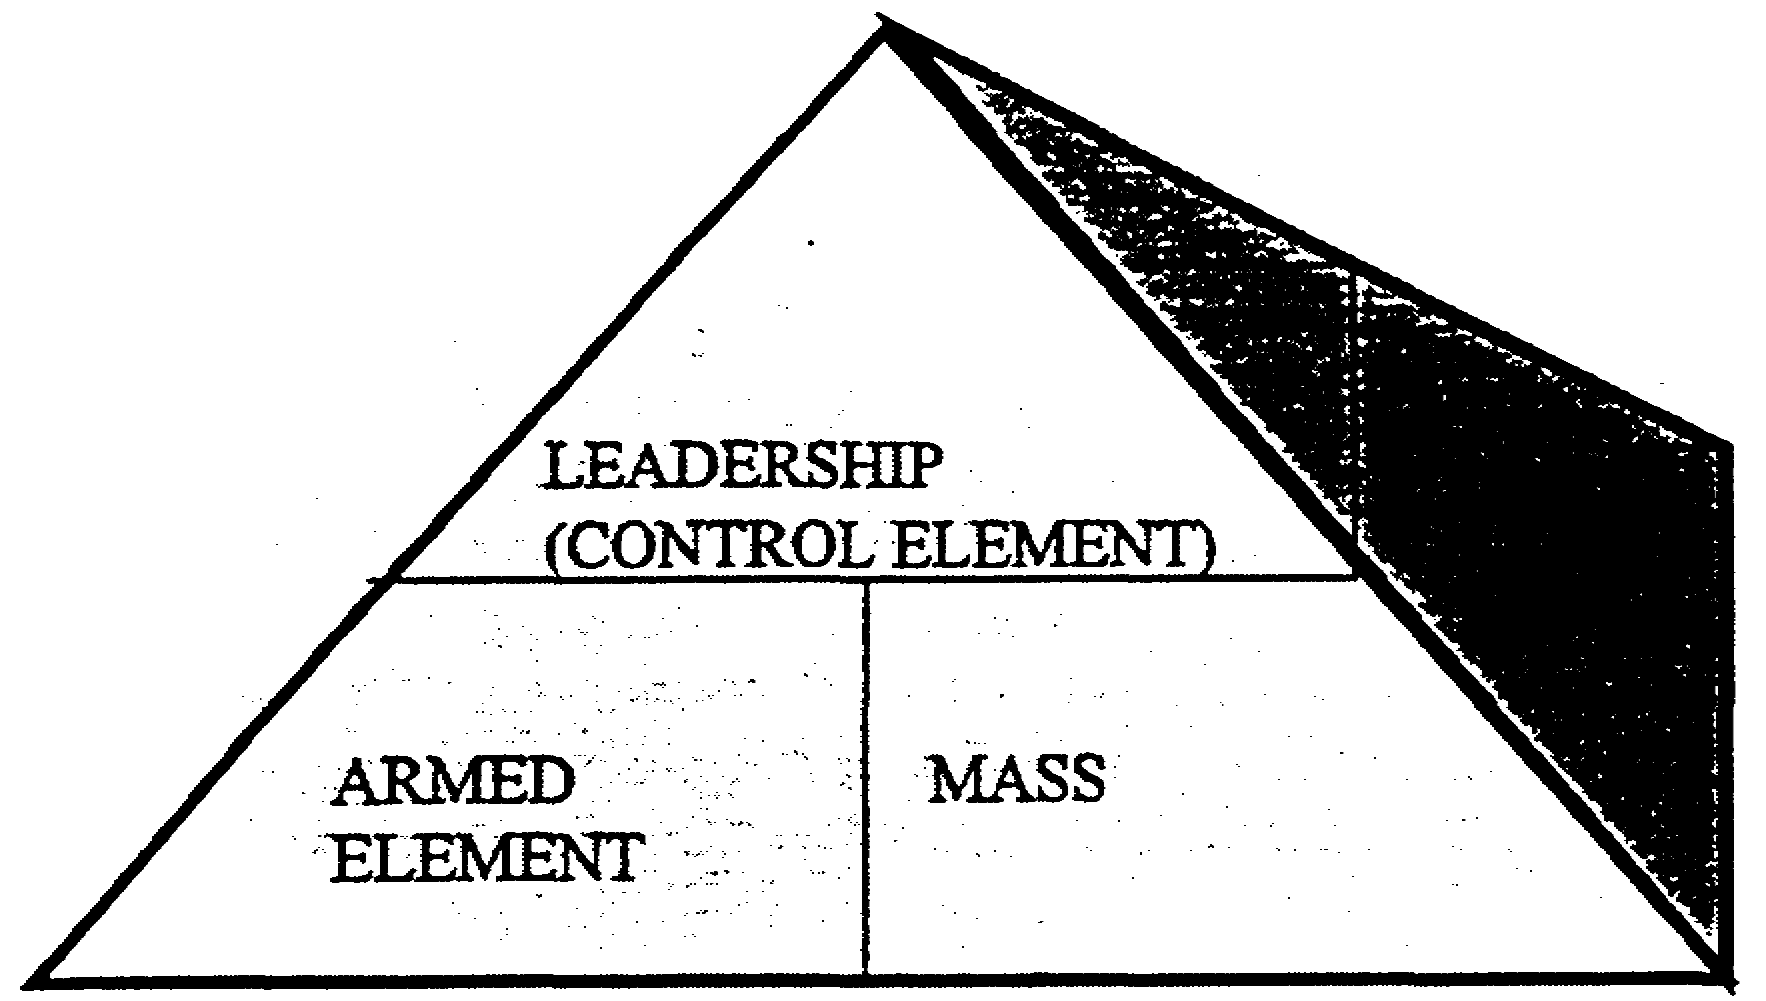 LEADERSHIP
(CONTROL ELEMENT)
ARMED
ELEMENT
MASS